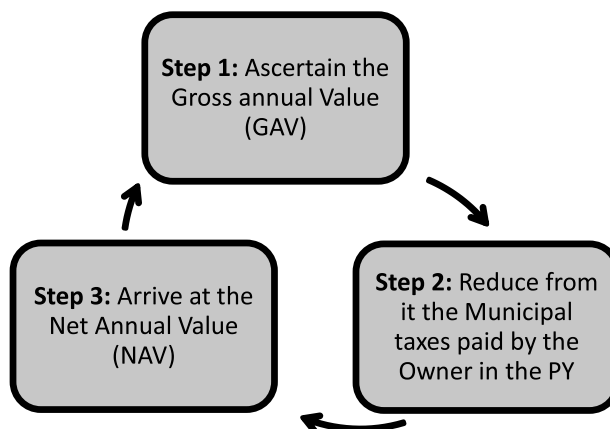 Step 1: Ascertain the
Gross annual Value
(GAV)
Step 2: Reduce from
it the Municipal
taxes paid by the
Owner in the PY
Step 3: Arrive at the
Net Annual Value
(NAV)